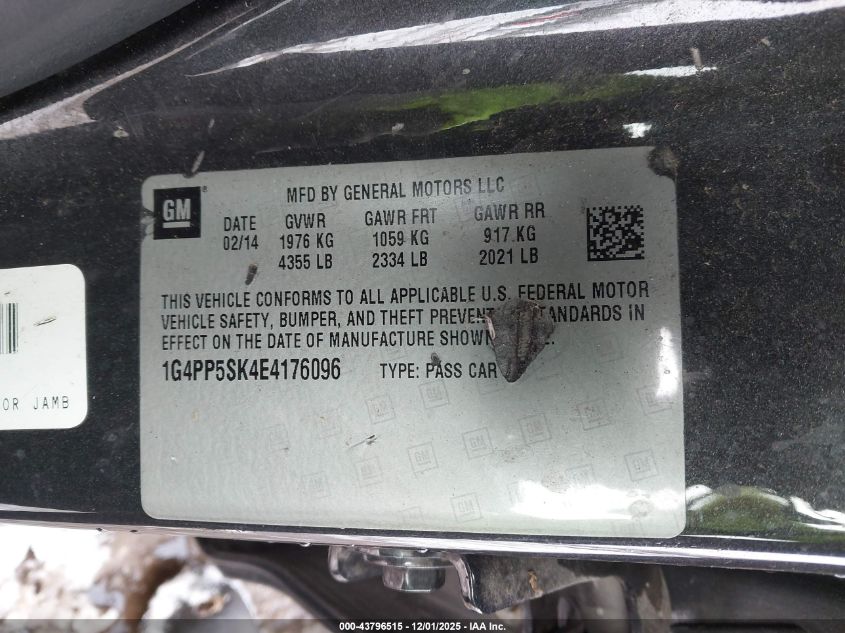 GM ® MFD BY GENERAL MOTORS LLC
DATE GVWR GAWR FRT GAWR RR
02/14 1976 KG 1059 KG 917 KG
4355 LB 2334 LB 2021 LB
THIS VEHICLE CONFORMS TO ALL APPLICABLE U.S. FEDERAL MOTOR
VEHICLE SAFETY, BUMPER, AND THEFT STANDARDS IN
EFFECT ON THE DATE OF MANUFACTURE
1G4PP5SK4E4176096 TYPE: PASS CAR
OR JAMB
000-43796515 - 12/01/2025 - IAA Inc.